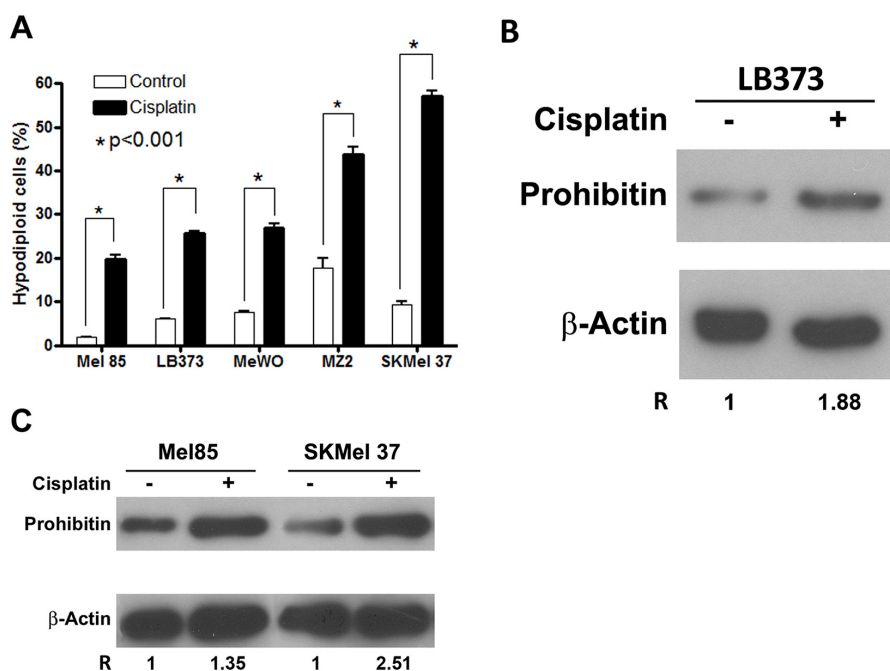 A
Hypodiploid cells (%)
60
50
40
30
20
10
0
Control
Cisplatin
* p<0.001
*
*
*
*
*
Mel 85 LB373 MeWO MZ2 SKMel 37
B
LB373
Cisplatin - +
Prohibitin
β-Actin
R 1 1.88
C
Mel85 SKMel 37
Cisplatin - + - +
Prohibitin
β-Actin
R 1 1.35 1 2.51